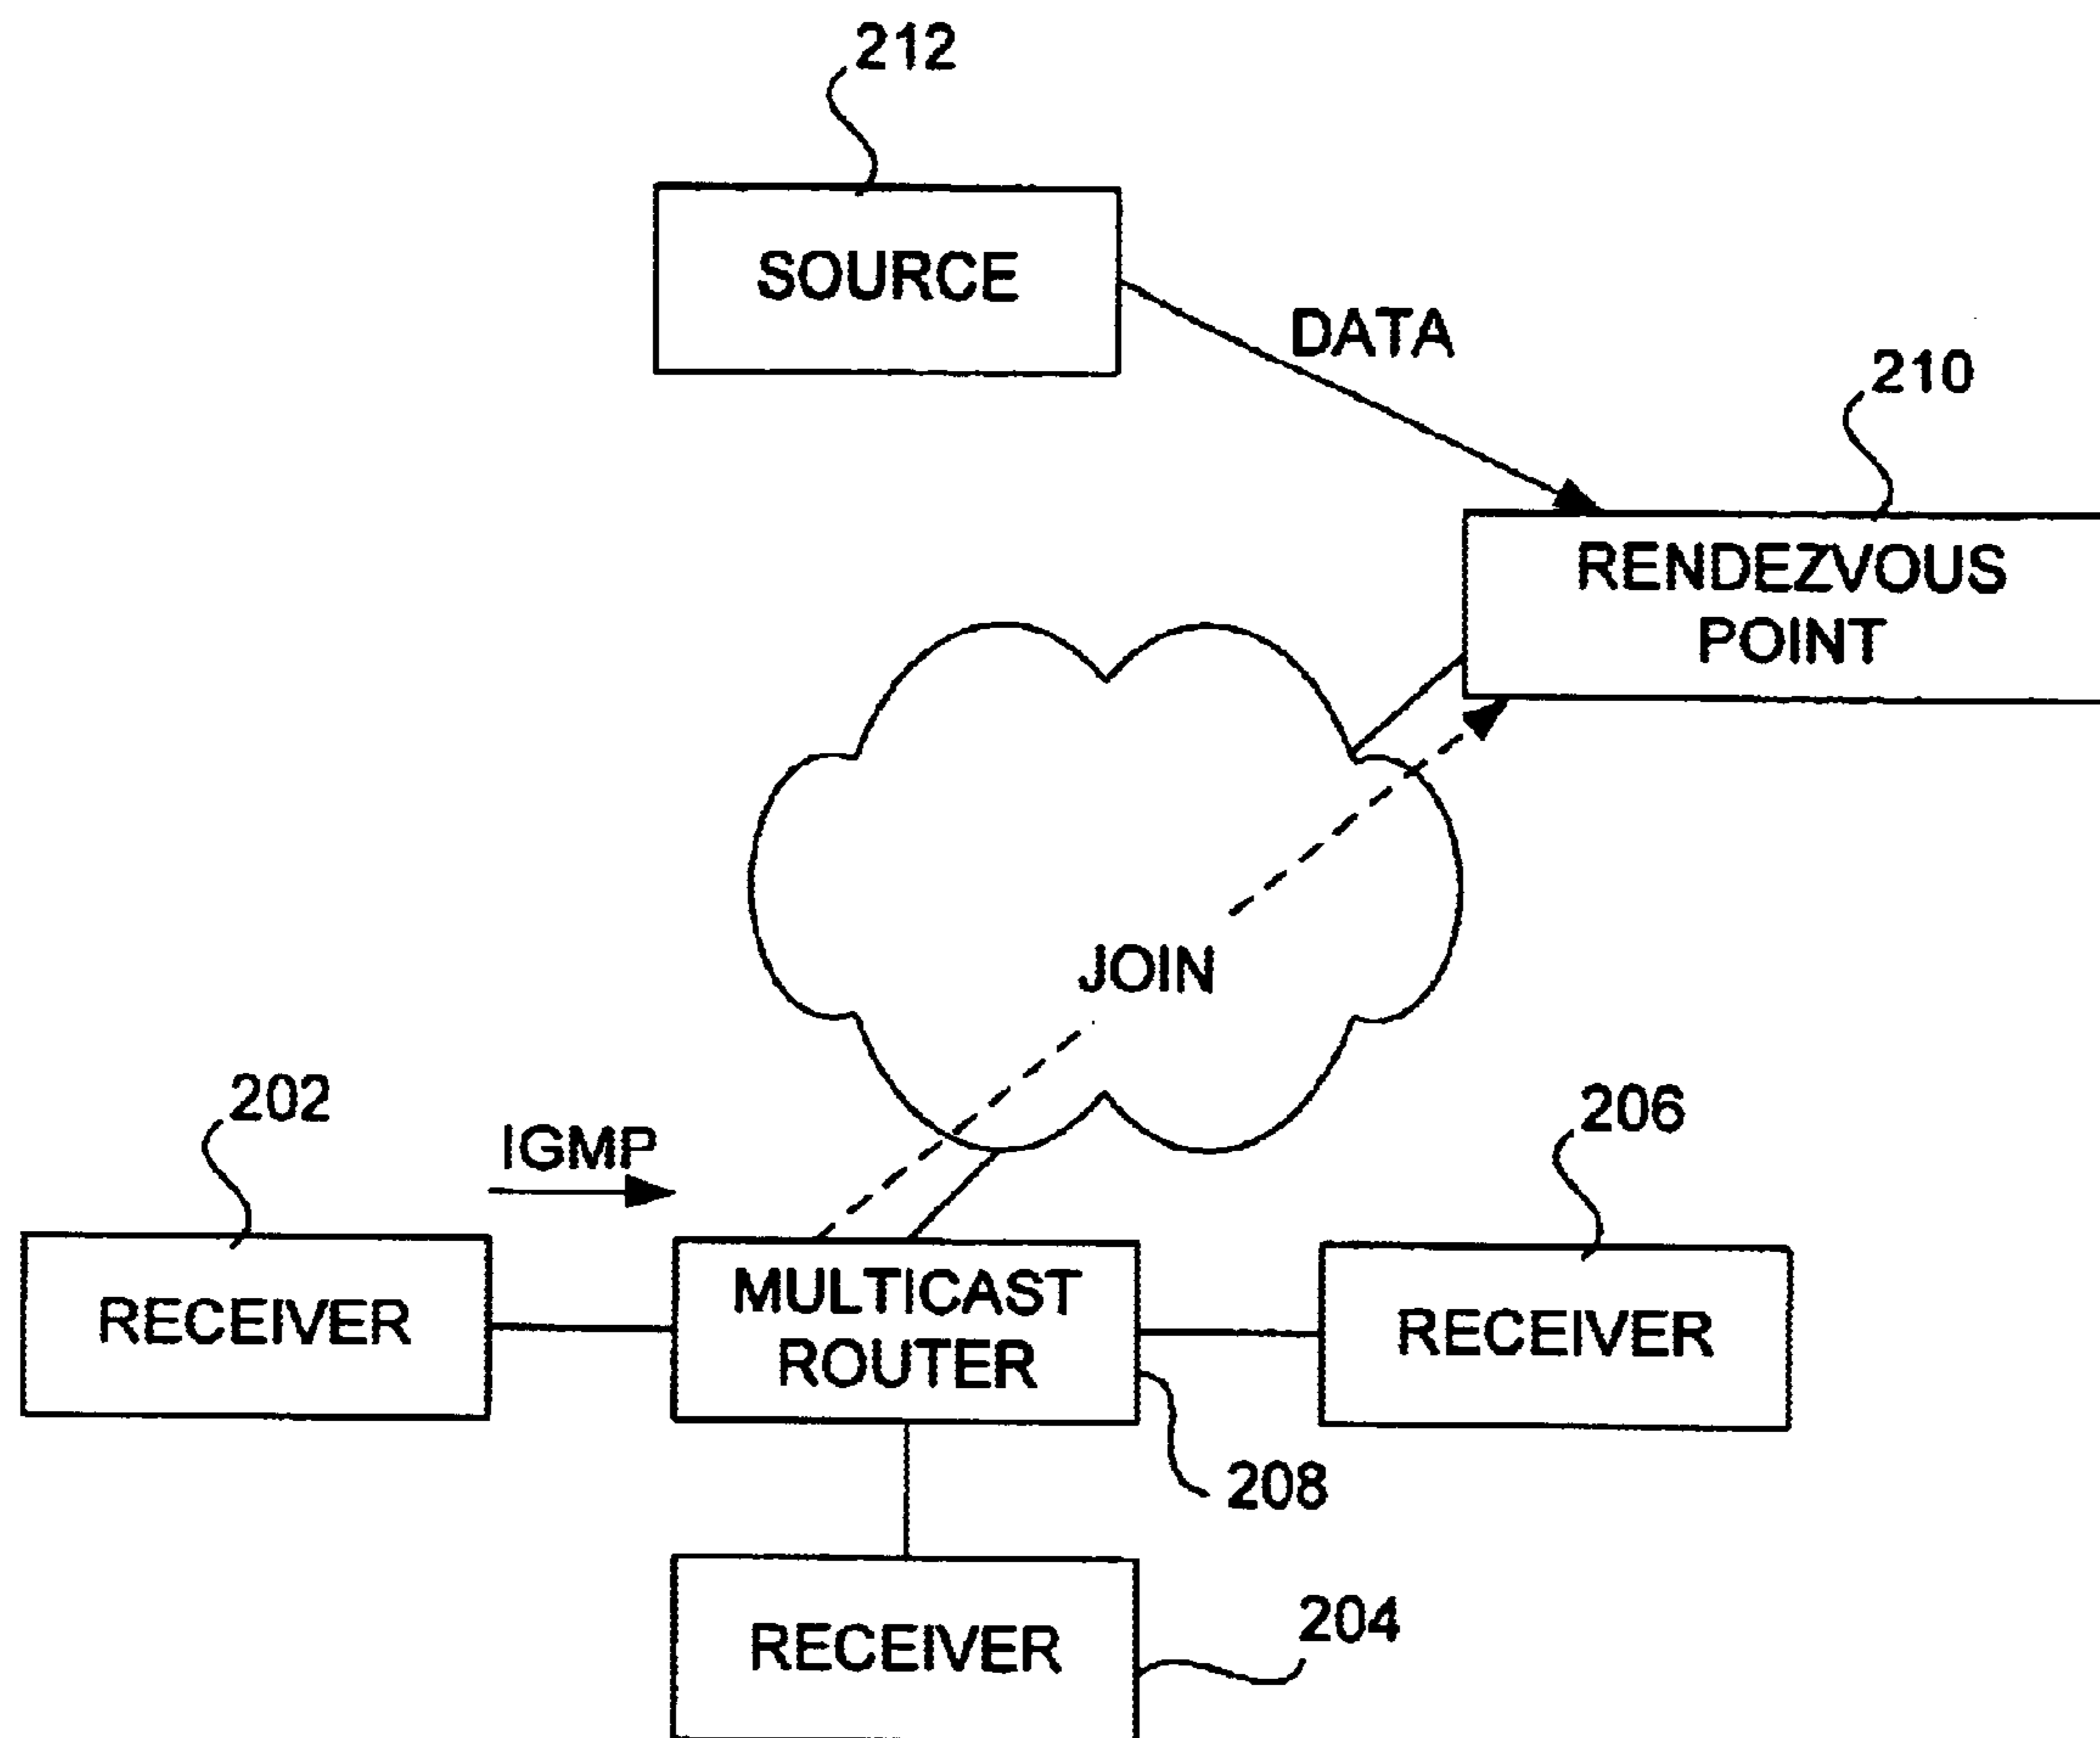 212
SOURCE
DATA
210
RENDEZVOUS
POINT
JOIN
202
IGMP
206
RECEIVER
MULTICAST
ROUTER
RECEIVER
208
RECEIVER
204